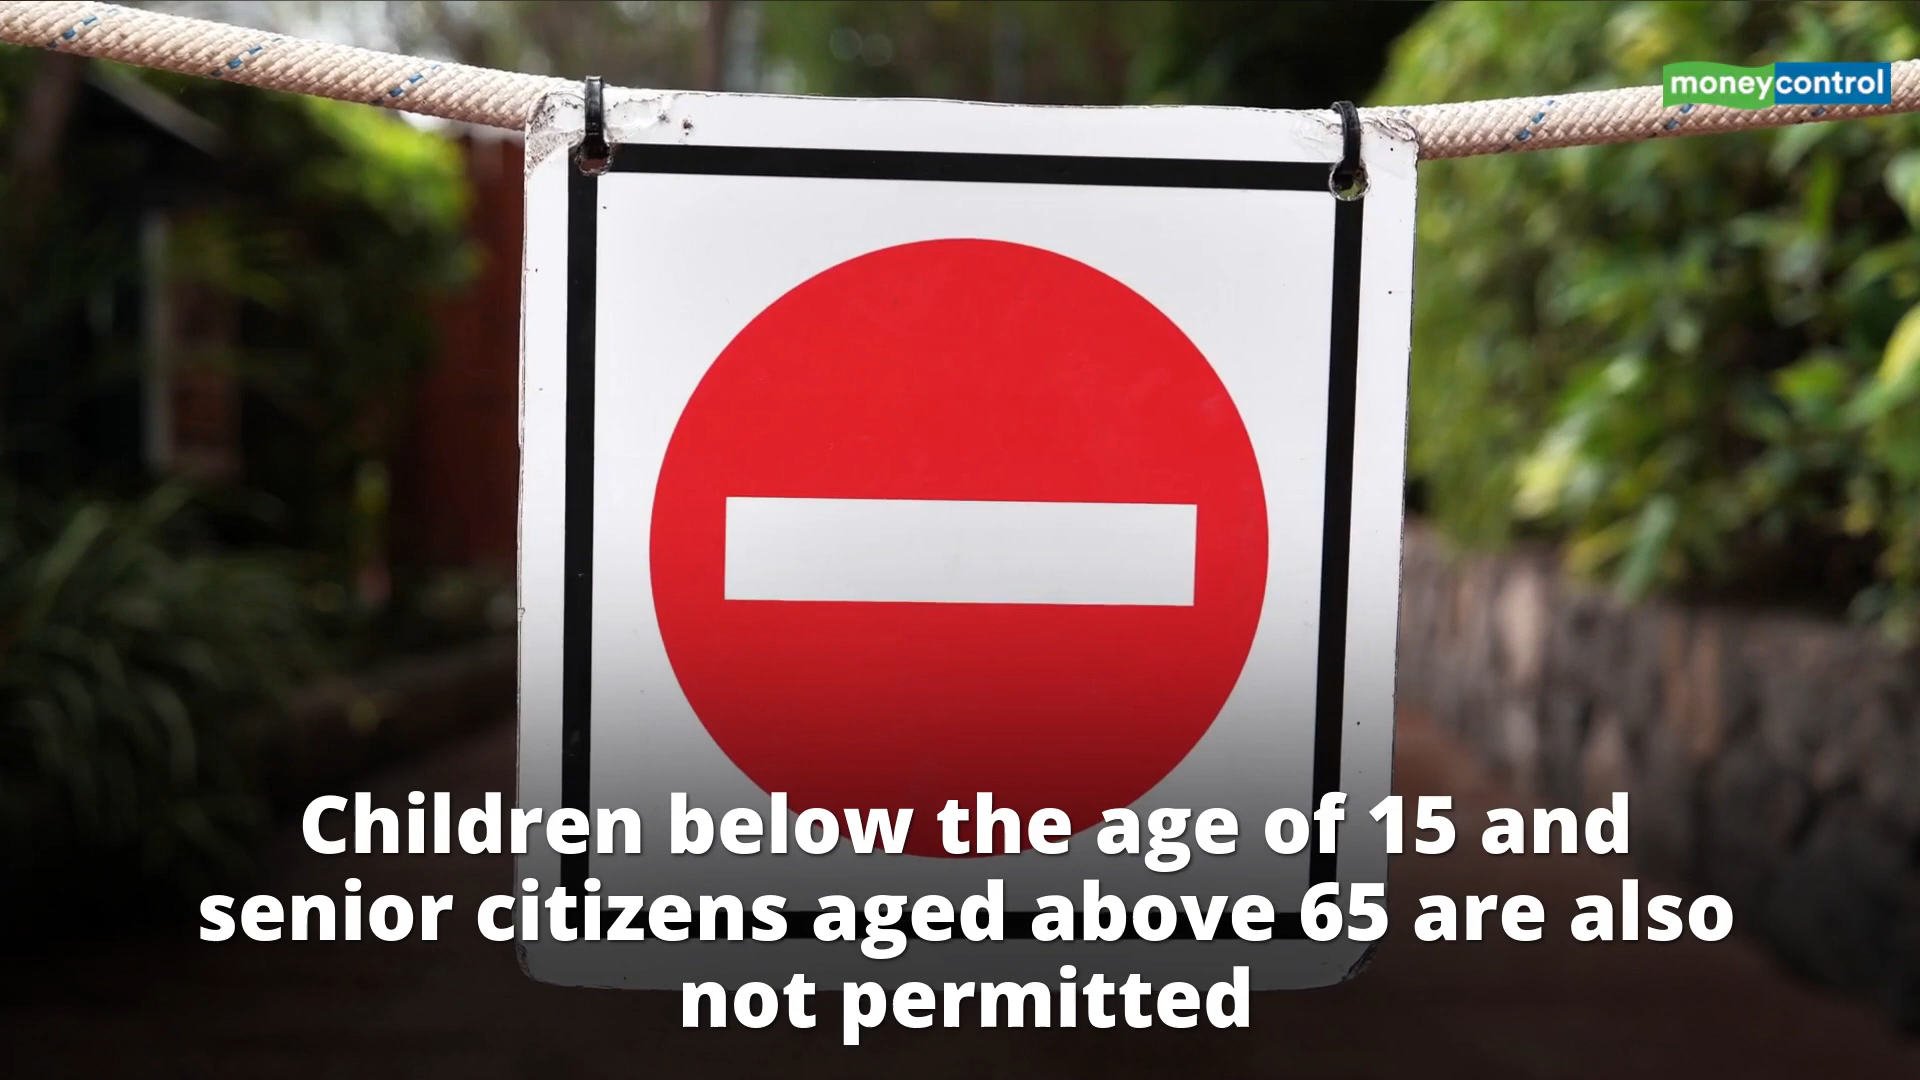 moneycontrol
Children below the age of 15 and
senior citizens aged above 65 are also
not permitted